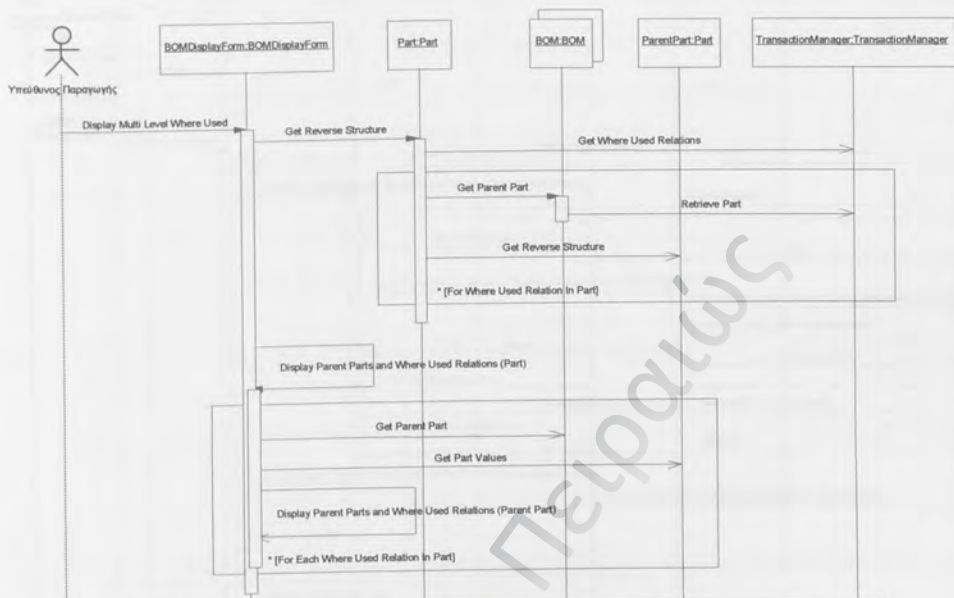 BOMDisplayForm:BOMDisplayForm
Part:Part
BOM:BOM
ParentPart:Part
TransactionManager:TransactionManager
Υπεύθυνος Παραγωγής
Display Multi Level Where Used
Get Reverse Structure
Get Where Used Relations
Get Parent Part
Retrieve Part
Get Reverse Structure
* [For Where Used Relation In Part]
Display Parent Parts and Where Used Relations (Part)
Get Parent Part
Get Part Values
Display Parent Parts and Where Used Relations (Parent Part)
* [For Each Where Used Relation In Part]
Πειραιώς